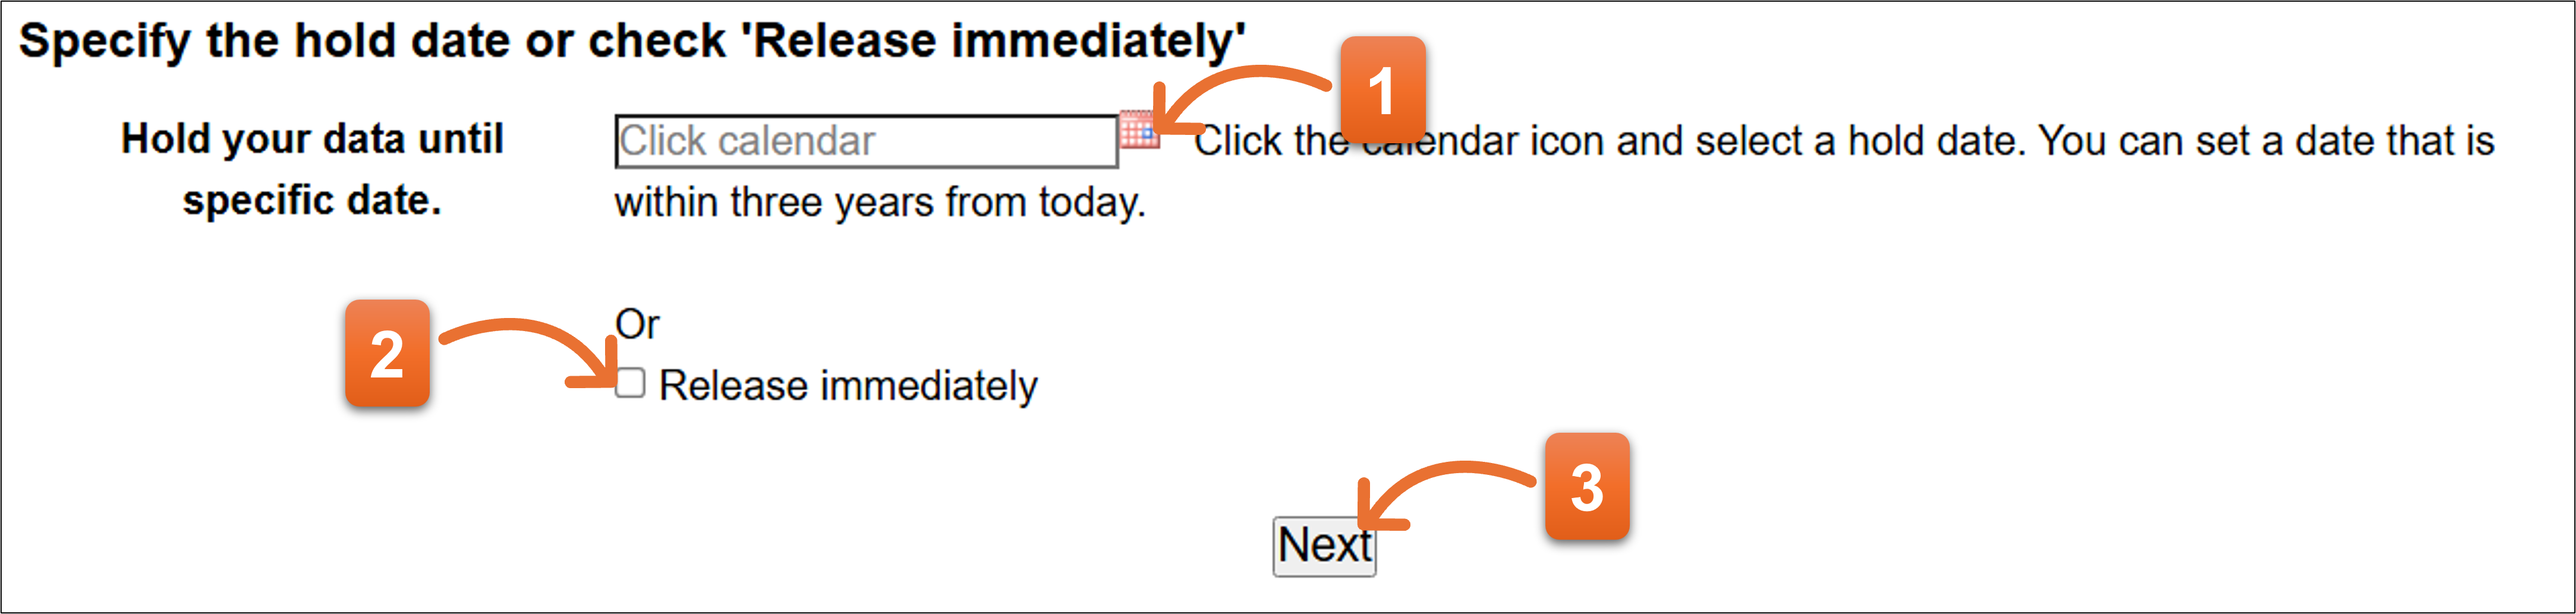 Specify the hold date or check 'Release immediately'
1
Hold your data until
specific date.
Click calendar
Click the calendar icon and select a hold date. You can set a date that is
within three years from today.
2
Or
Release immediately
3
Next